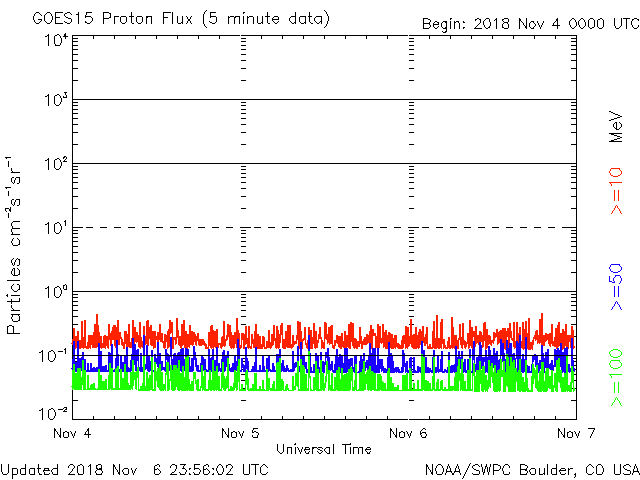 GOES15 Proton Flux (5 minute data)
Begin: 2018 Nov 4 0000 UTC
Particles cm⁻²s⁻¹sr⁻¹
10⁴
10³
10²
10¹
10⁰
10⁻¹
10⁻²
MeV
>=10
>=50
>=100
Nov 4
Nov 5
Nov 6
Nov 7
Universal Time
Updated 2018 Nov  6 23:56:02 UTC
NOAA/SWPC Boulder, CO USA